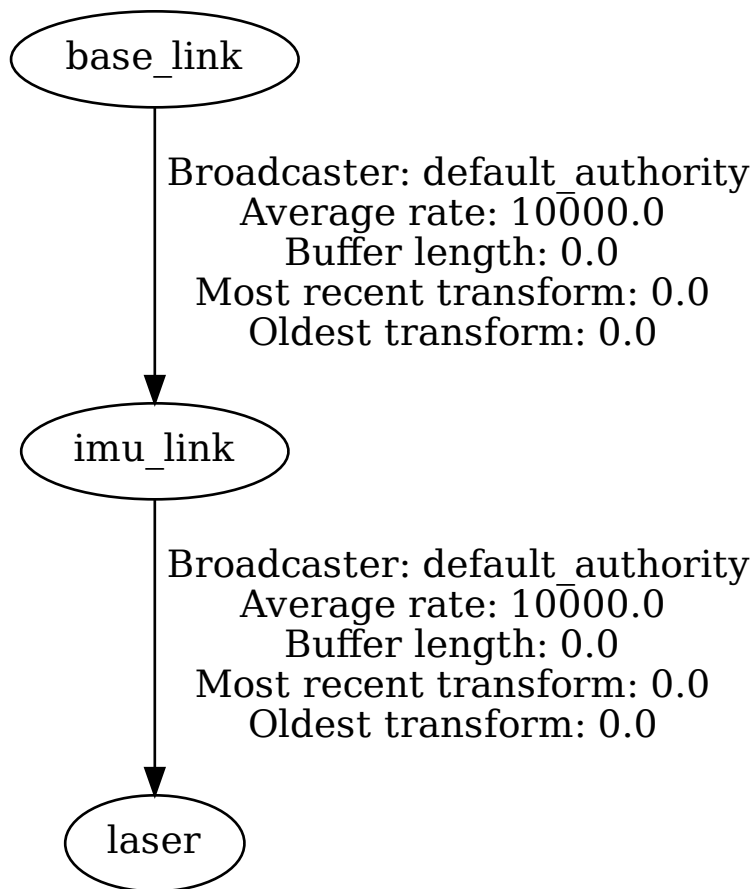 base_link
Broadcaster: default_authority
Average rate: 10000.0
Buffer length: 0.0
Most recent transform: 0.0
Oldest transform: 0.0
imu_link
Broadcaster: default_authority
Average rate: 10000.0
Buffer length: 0.0
Most recent transform: 0.0
Oldest transform: 0.0
laser